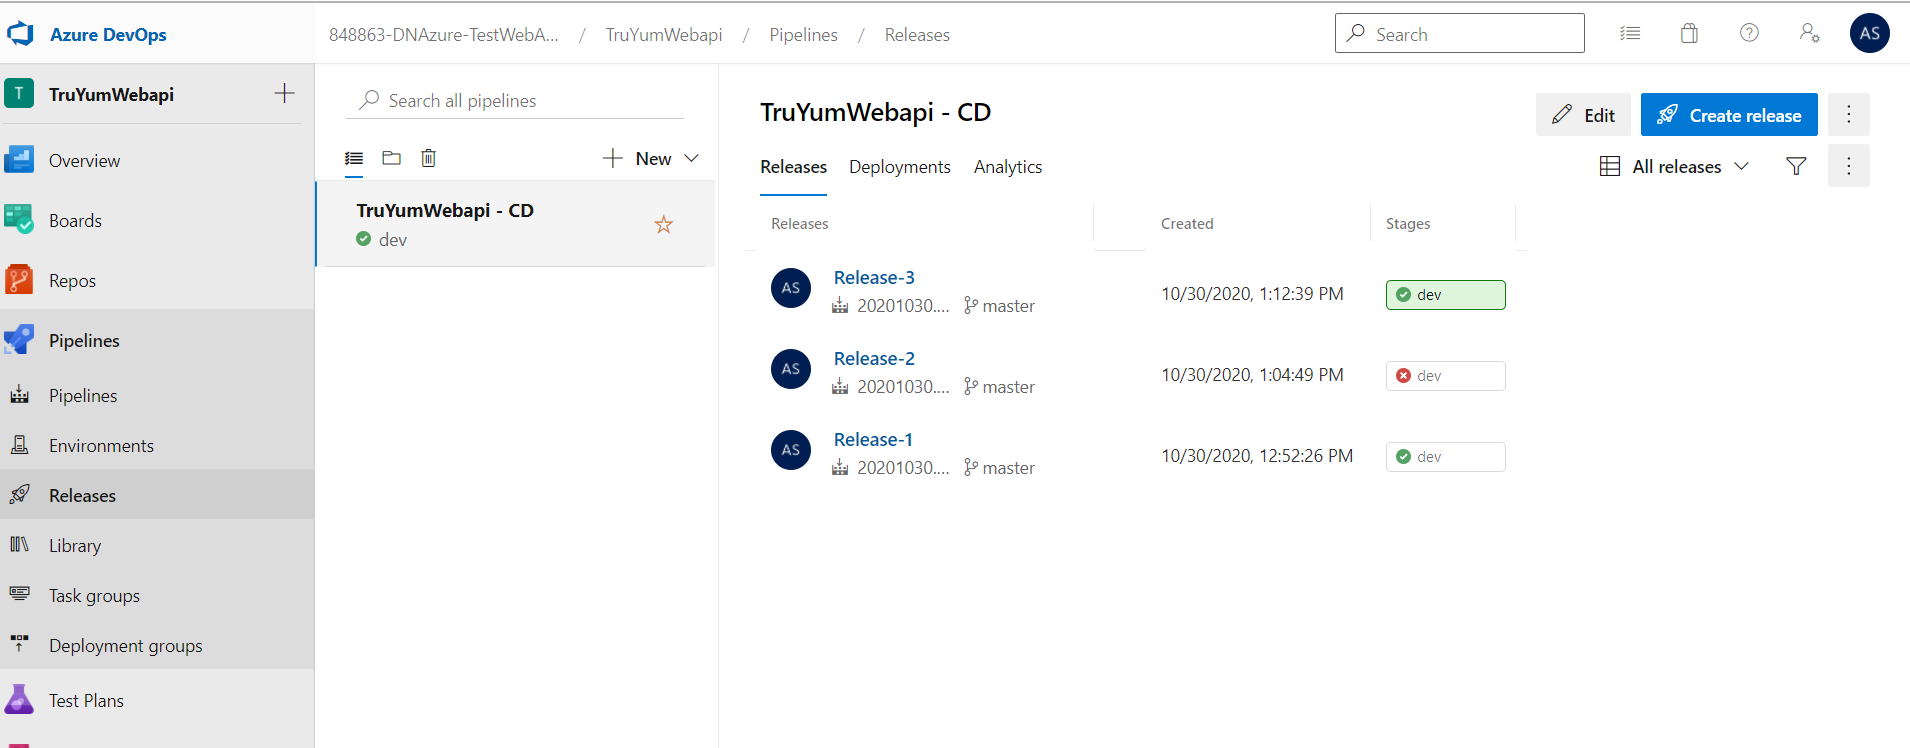 Azure DevOps
848863-DNAzure-TestWebA... / TruYumWebapi / Pipelines / Releases
Search
AS
T TruYumWebapi
Overview
Boards
Repos
Pipelines
Pipelines
Environments
Releases
Library
Task groups
Deployment groups
Test Plans
Search all pipelines
New
TruYumWebapi - CD
dev
TruYumWebapi - CD
Edit
Create release
Releases Deployments Analytics
All releases
Releases Created Stages
AS Release-3
20201030.... master
10/30/2020, 1:12:39 PM
dev
AS Release-2
20201030.... master
10/30/2020, 1:04:49 PM
dev
AS Release-1
20201030.... master
10/30/2020, 12:52:26 PM
dev